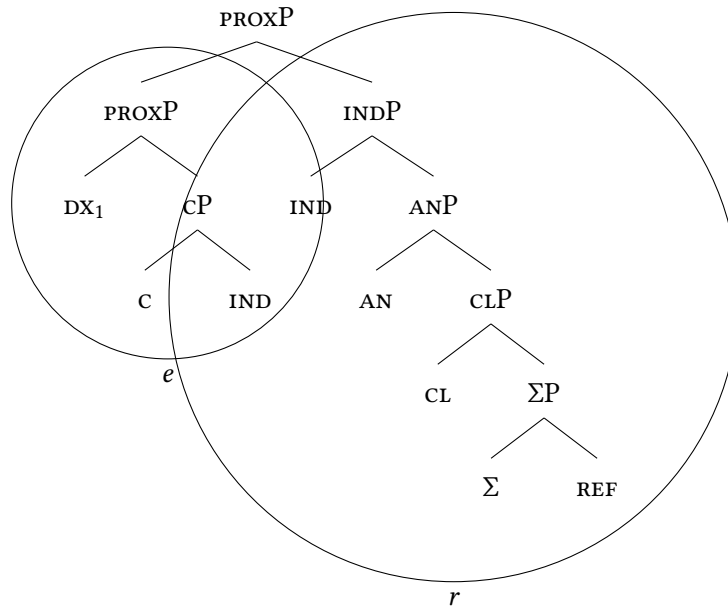 PROXP
PROXP INDP
DX₁ CP IND ANP
C IND AN CLP
e CL ΣP
Σ REF
r